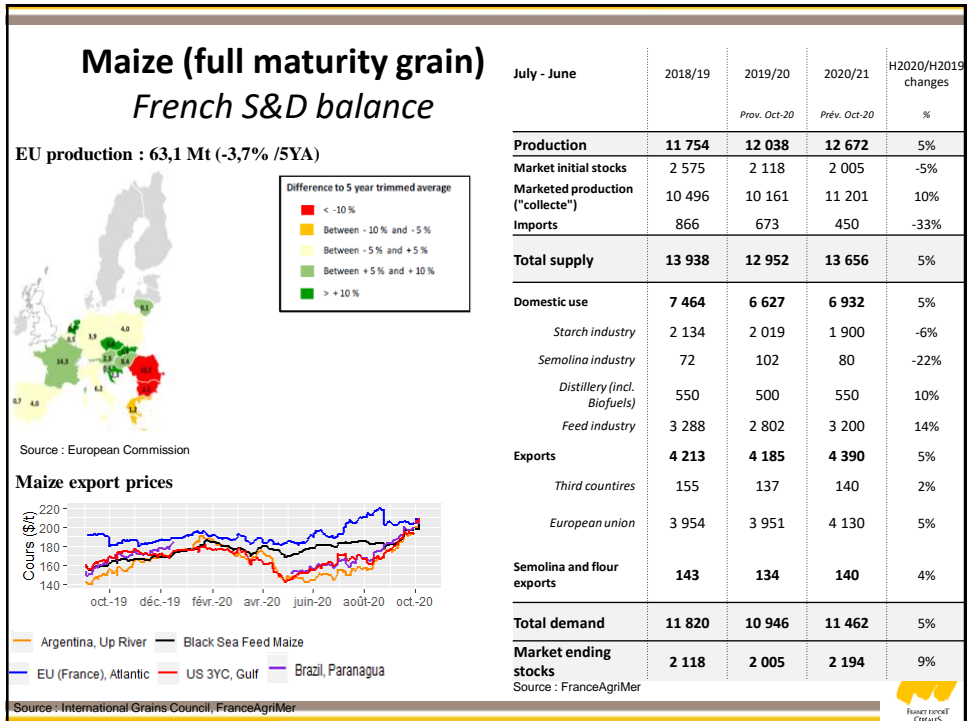 Maize (full maturity grain)
French S&D balance
EU production : 63,1 Mt (-3,7% /5YA)
Difference to 5 year trimmed average
< -10 %
Between - 10 % and - 5 %
Between - 5 % and + 5 %
Between + 5 % and + 10 %
> + 10 %
0,1
4,0
3,9
14,3
6,2
1,2
0,7 4,0
Source : European Commission
Maize export prices
Cours ($/t)
220
200
180
160
140
oct.-19 déc.-19 févr.-20 avr.-20 juin-20 août-20 oct.-20
Argentina, Up River Black Sea Feed Maize
EU (France), Atlantic US 3YC, Gulf Brazil, Paranagua
Source : International Grains Council, FranceAgriMer
July - June 2018/19 2019/20 2020/21 H2020/H2019 changes
Prov. Oct-20 Prév. Oct-20 %
Production 11 754 12 038 12 672 5%
Market initial stocks 2 575 2 118 2 005 -5%
Marketed production ("collecte") 10 496 10 161 11 201 10%
Imports 866 673 450 -33%
Total supply 13 938 12 952 13 656 5%
Domestic use 7 464 6 627 6 932 5%
Starch industry 2 134 2 019 1 900 -6%
Semolina industry 72 102 80 -22%
Distillery (incl. Biofuels) 550 500 550 10%
Feed industry 3 288 2 802 3 200 14%
Exports 4 213 4 185 4 390 5%
Third countires 155 137 140 2%
European union 3 954 3 951 4 130 5%
Semolina and flour exports 143 134 140 4%
Total demand 11 820 10 946 11 462 5%
Market ending stocks 2 118 2 005 2 194 9%
Source : FranceAgriMer
FRANCE EXPORT
CÉRÉALES